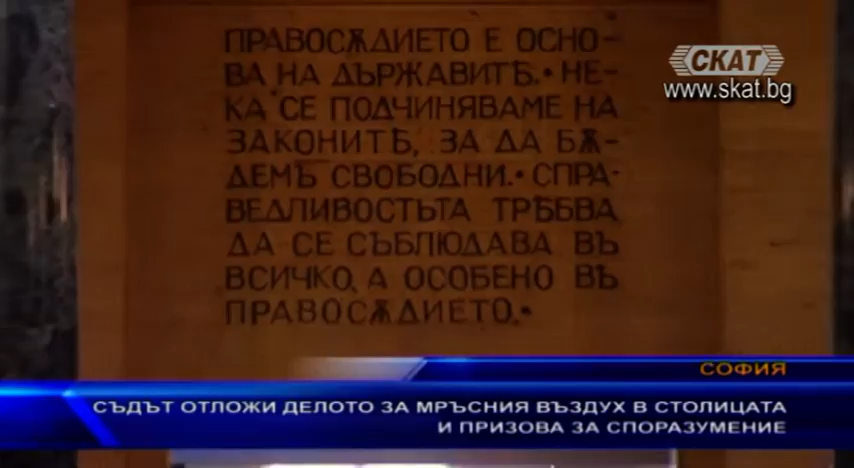 ПРАВОСѪДИЕТО Е ОСНО-
ВА НА ДЪРЖАВИТѢ.• НЕ-
КА СЕ ПОДЧИНЯВАМЕ НА
ЗАКОНИТѢ, ЗА ДА БѪ-
ДЕМЪ СВОБОДНИ.• СПРА-
ВЕДЛИВОСТЬТА ТРѢБВА
ДА СЕ СЪБЛЮДАВА ВЪ
ВСИЧКО, А ОСОБЕНО ВЪ
ПРАВОСѪДИЕТО.•
СКАТ
www.skat.bg
СОФИЯ
СЪДЪТ ОТЛОЖИ ДЕЛОТО ЗА МРЪСНИЯ ВЪЗДУХ В СТОЛИЦАТА
И ПРИЗОВА ЗА СПОРАЗУМЕНИЕ